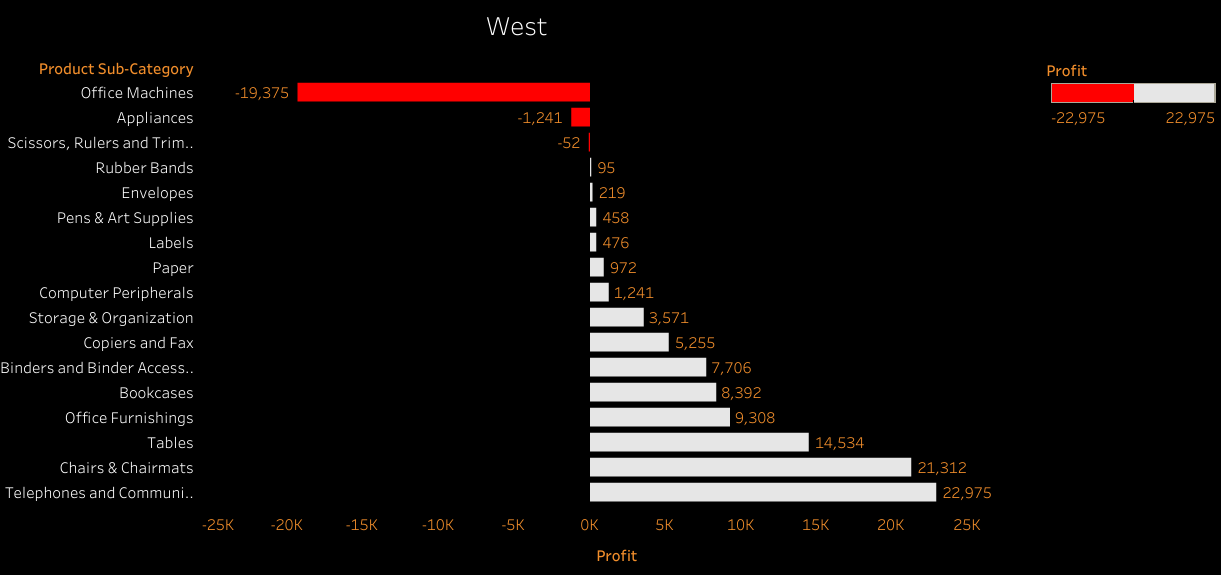 West
Product Sub-Category
Profit
Office Machines -19,375
-22,975 22,975
Appliances -1,241
Scissors, Rulers and Trim.. -52
Rubber Bands 95
Envelopes 219
Pens & Art Supplies 458
Labels 476
Paper 972
Computer Peripherals 1,241
Storage & Organization 3,571
Copiers and Fax 5,255
Binders and Binder Access.. 7,706
Bookcases 8,392
Office Furnishings 9,308
Tables 14,534
Chairs & Chairmats 21,312
Telephones and Communi.. 22,975
-25K -20K -15K -10K -5K 0K 5K 10K 15K 20K 25K
Profit